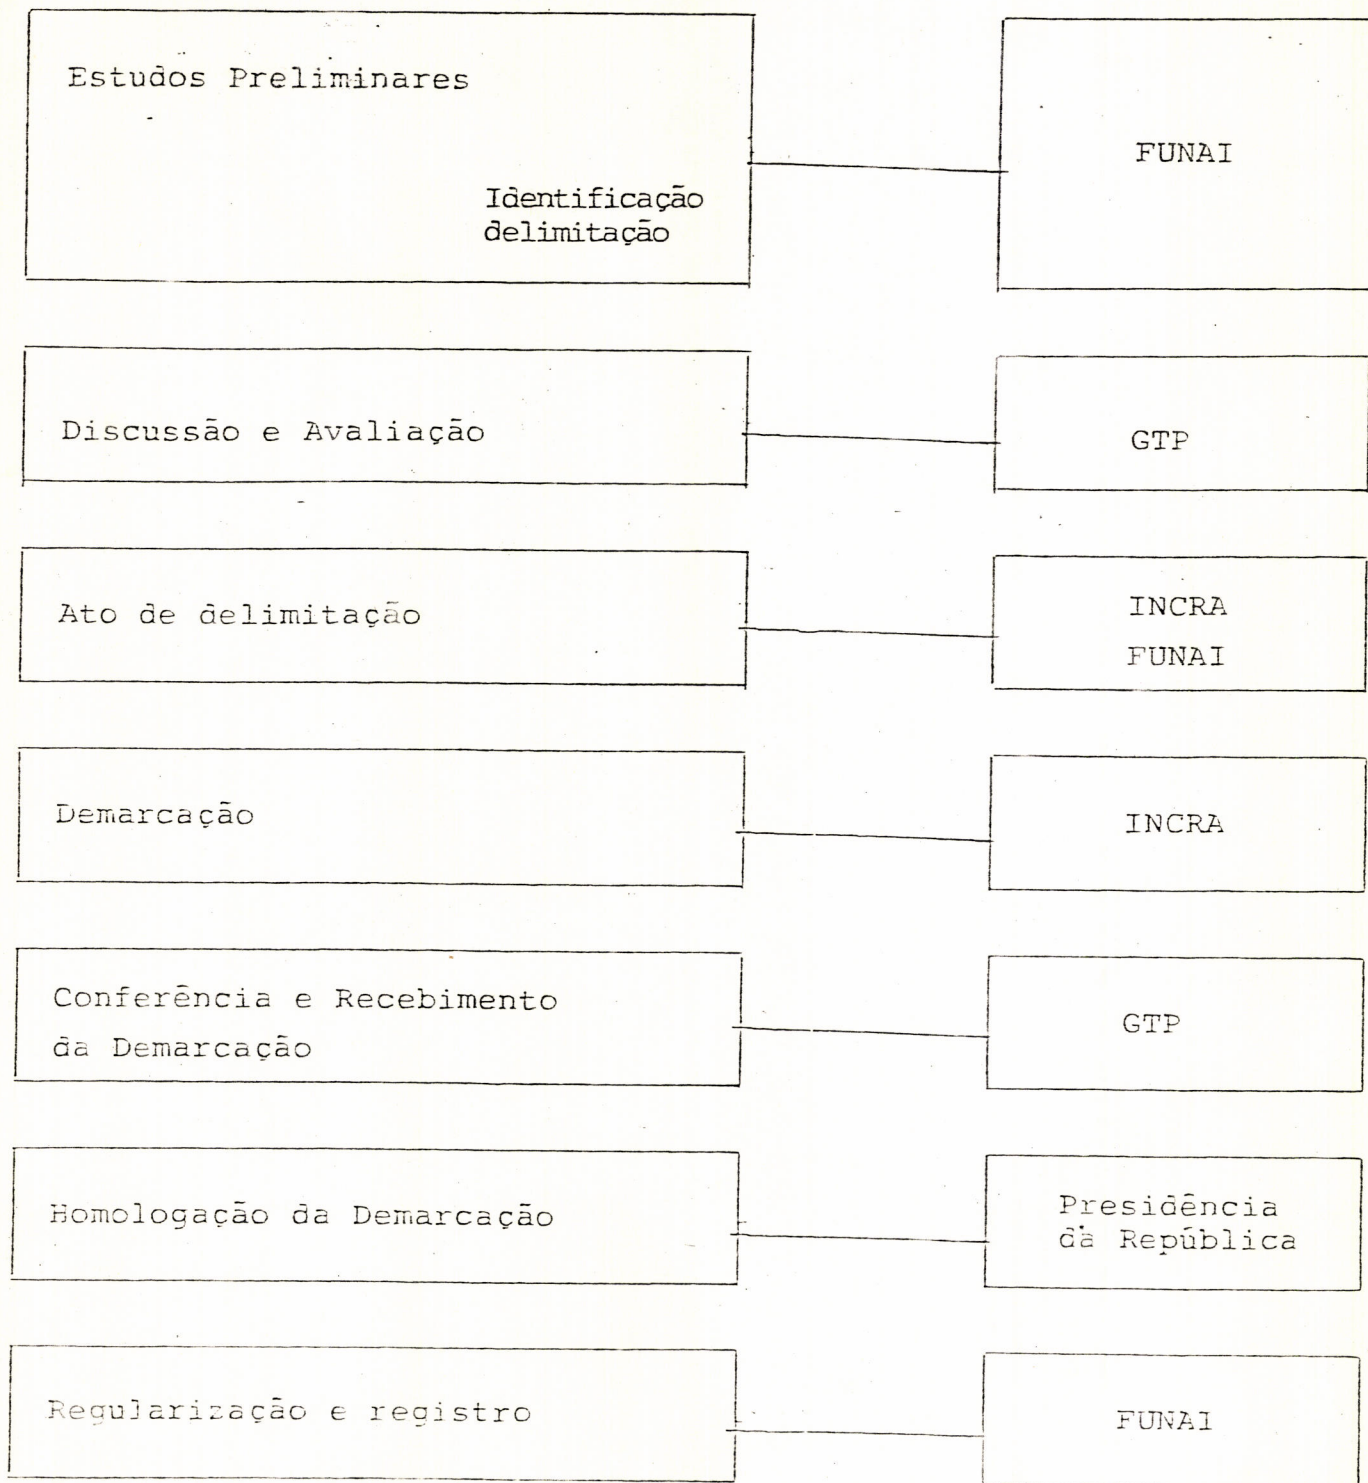 Estudos Preliminares
Identificação
delimitação
FUNAI
Discussão e Avaliação
GTP
Ato de delimitação
INCRA
FUNAI
Demarcação
INCRA
Conferência e Recebimento
da Demarcação
GTP
Homologação da Demarcação
Presidência
da República
Regularização e registro
FUNAI